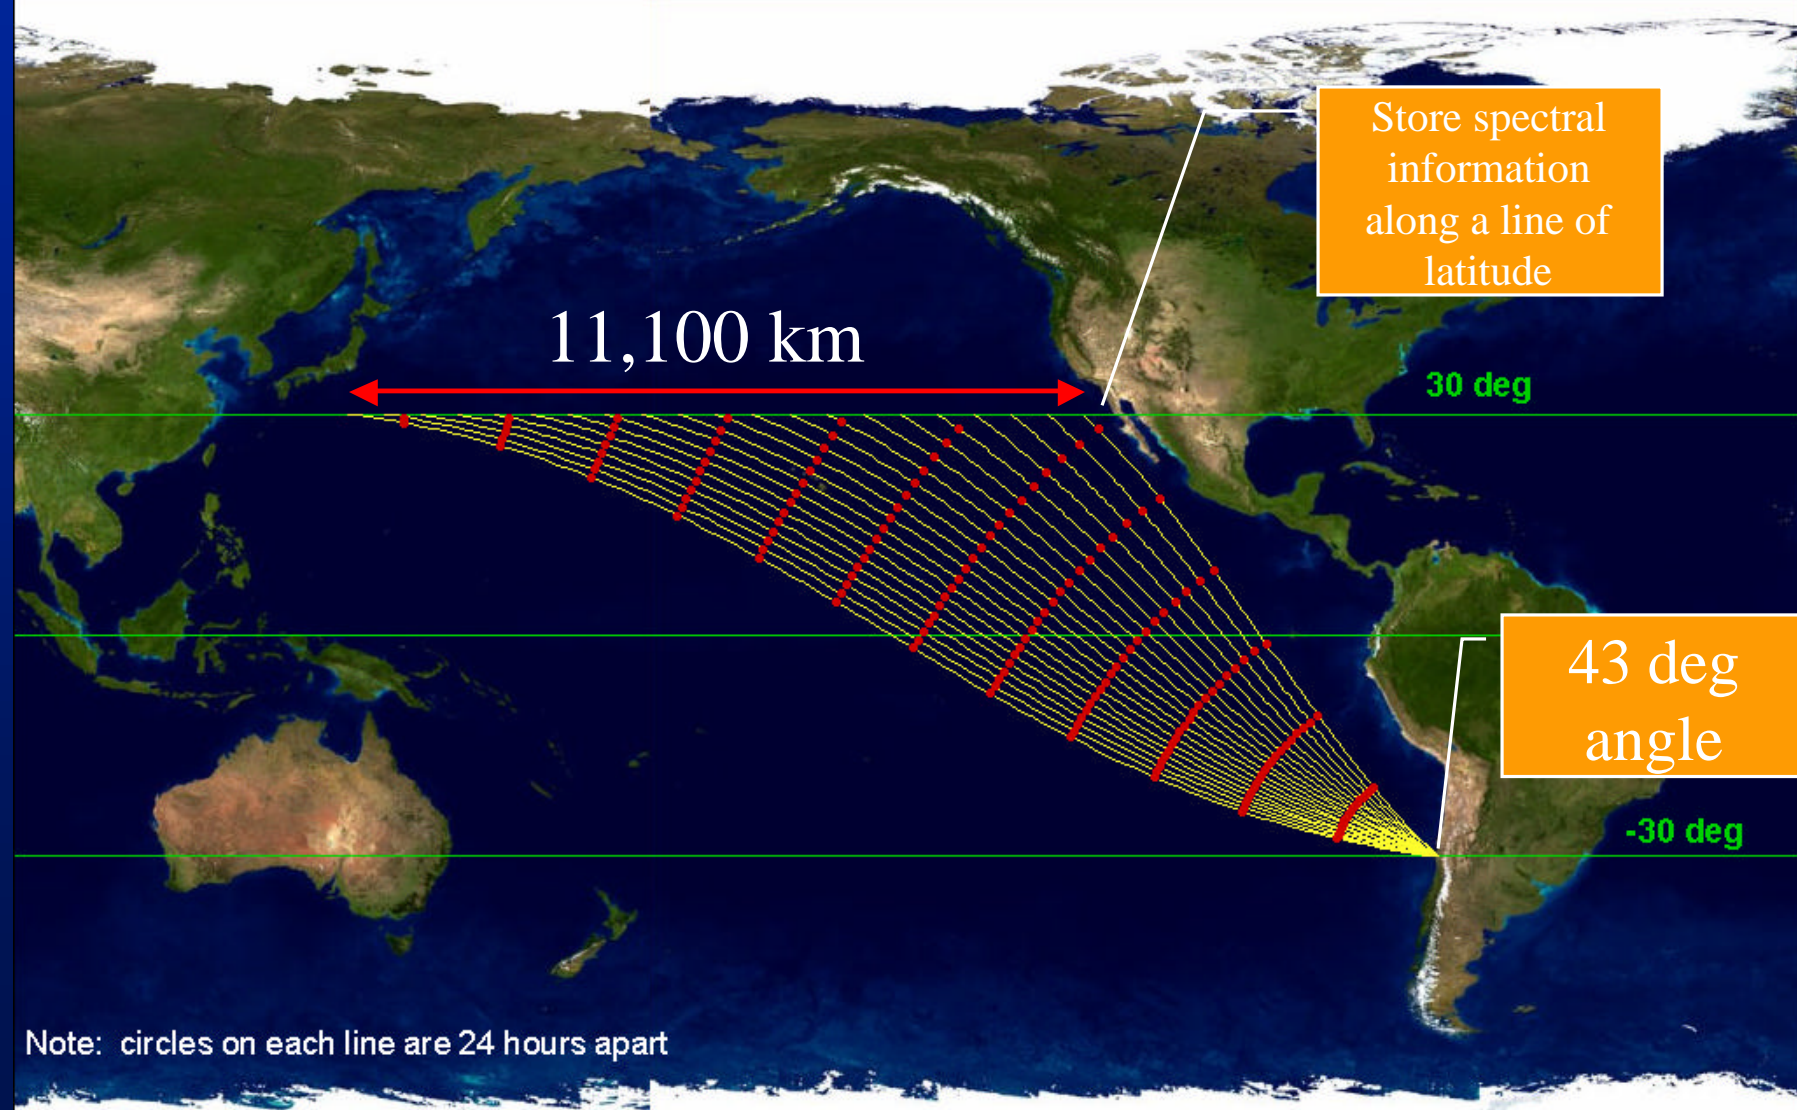 Store spectral
information
along a line of
latitude
11,100 km
30 deg
43 deg
angle
-30 deg
Note: circles on each line are 24 hours apart